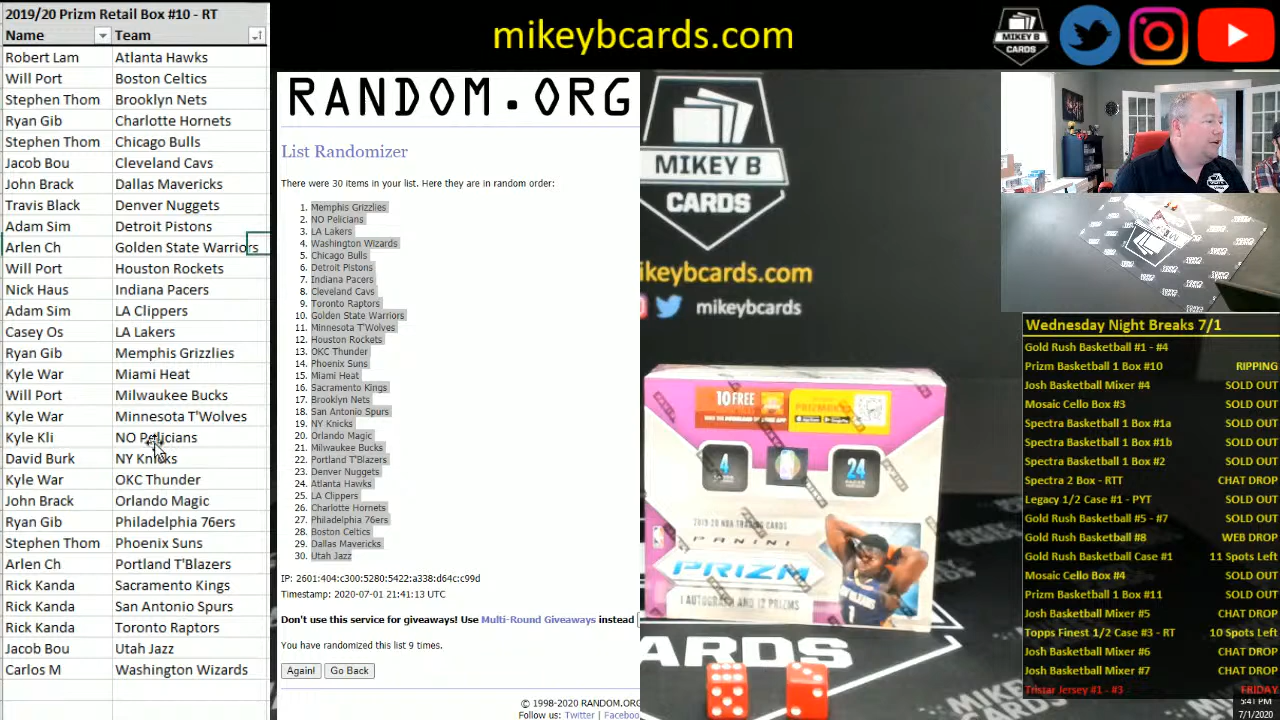 2019/20 Prizm Retail Box #10 - RT
Name Team
Robert Lam Atlanta Hawks
Will Port Boston Celtics
Stephen Thom Brooklyn Nets
Ryan Gib Charlotte Hornets
Stephen Thom Chicago Bulls
Jacob Bou Cleveland Cavs
John Brack Dallas Mavericks
Travis Black Denver Nuggets
Adam Sim Detroit Pistons
Arlen Ch Golden State Warriors
Will Port Houston Rockets
Nick Haus Indiana Pacers
Adam Sim LA Clippers
Casey Os LA Lakers
Ryan Gib Memphis Grizzlies
Kyle War Miami Heat
Will Port Milwaukee Bucks
Kyle War Minnesota T'Wolves
Kyle Kli NO Pelicians
David Burk NY Knicks
Kyle War OKC Thunder
John Brack Orlando Magic
Ryan Gib Philadelphia 76ers
Stephen Thom Phoenix Suns
Arlen Ch Portland T'Blazers
Rick Kanda Sacramento Kings
Rick Kanda San Antonio Spurs
Rick Kanda Toronto Raptors
Jacob Bou Utah Jazz
Carlos M Washington Wizards
mikeybcards.com
RANDOM.ORG
List Randomizer
There were 30 items in your list. Here they are in random order:
1. Memphis Grizzlies
2. NO Pelicians
3. LA Lakers
4. Washington Wizards
5. Chicago Bulls
6. Detroit Pistons
7. Indiana Pacers
8. Cleveland Cavs
9. Toronto Raptors
10. Golden State Warriors
11. Minnesota T'Wolves
12. Houston Rockets
13. OKC Thunder
14. Phoenix Suns
15. Miami Heat
16. Sacramento Kings
17. Brooklyn Nets
18. San Antonio Spurs
19. NY Knicks
20. Orlando Magic
21. Milwaukee Bucks
22. Portland T'Blazers
23. Denver Nuggets
24. Atlanta Hawks
25. LA Clippers
26. Charlotte Hornets
27. Philadelphia 76ers
28. Boston Celtics
29. Dallas Mavericks
30. Utah Jazz
IP: 2601:404:c300:5280:5422:a338:d64c:c99d
Timestamp: 2020-07-01 21:41:13 UTC
Don't use this service for giveaways! Use Multi-Round Giveaways instead
You have randomized this list 9 times.
Again! Go Back
© 1998-2020 RANDOM.ORG
Follow us: Twitter | Faceboo
MIKEY B
CARDS
ikeybcards.com
mikeybcards
10 FREE
4
24
2019-20 NBA TRADING CARDS
PANINI
PRIZM
1 AUTOGRAPH AND 12 PRIZMS
CARDS
MIKEY B
CARDS
Wednesday Night Breaks 7/1
Gold Rush Basketball #1 - #4
Prizm Basketball 1 Box #10 RIPPING
Josh Basketball Mixer #4 SOLD OUT
Mosaic Cello Box #3 SOLD OUT
Spectra Basketball 1 Box #1a SOLD OUT
Spectra Basketball 1 Box #1b SOLD OUT
Spectra Basketball 1 Box #2 SOLD OUT
Spectra 2 Box - RTT CHAT DROP
Legacy 1/2 Case #1 - PYT SOLD OUT
Gold Rush Basketball #5 - #7 SOLD OUT
Gold Rush Basketball #8 WEB DROP
Gold Rush Basketball Case #1 11 Spots Left
Mosaic Cello Box #4 SOLD OUT
Prizm Basketball 1 Box #11 SOLD OUT
Josh Basketball Mixer #5 CHAT DROP
Topps Finest 1/2 Case #3 - RT 10 Spots Left
Josh Basketball Mixer #6 CHAT DROP
Josh Basketball Mixer #7 CHAT DROP
Tristar Jersey #1 - #3 FRIDAY
5:41 PM
7/1/2020